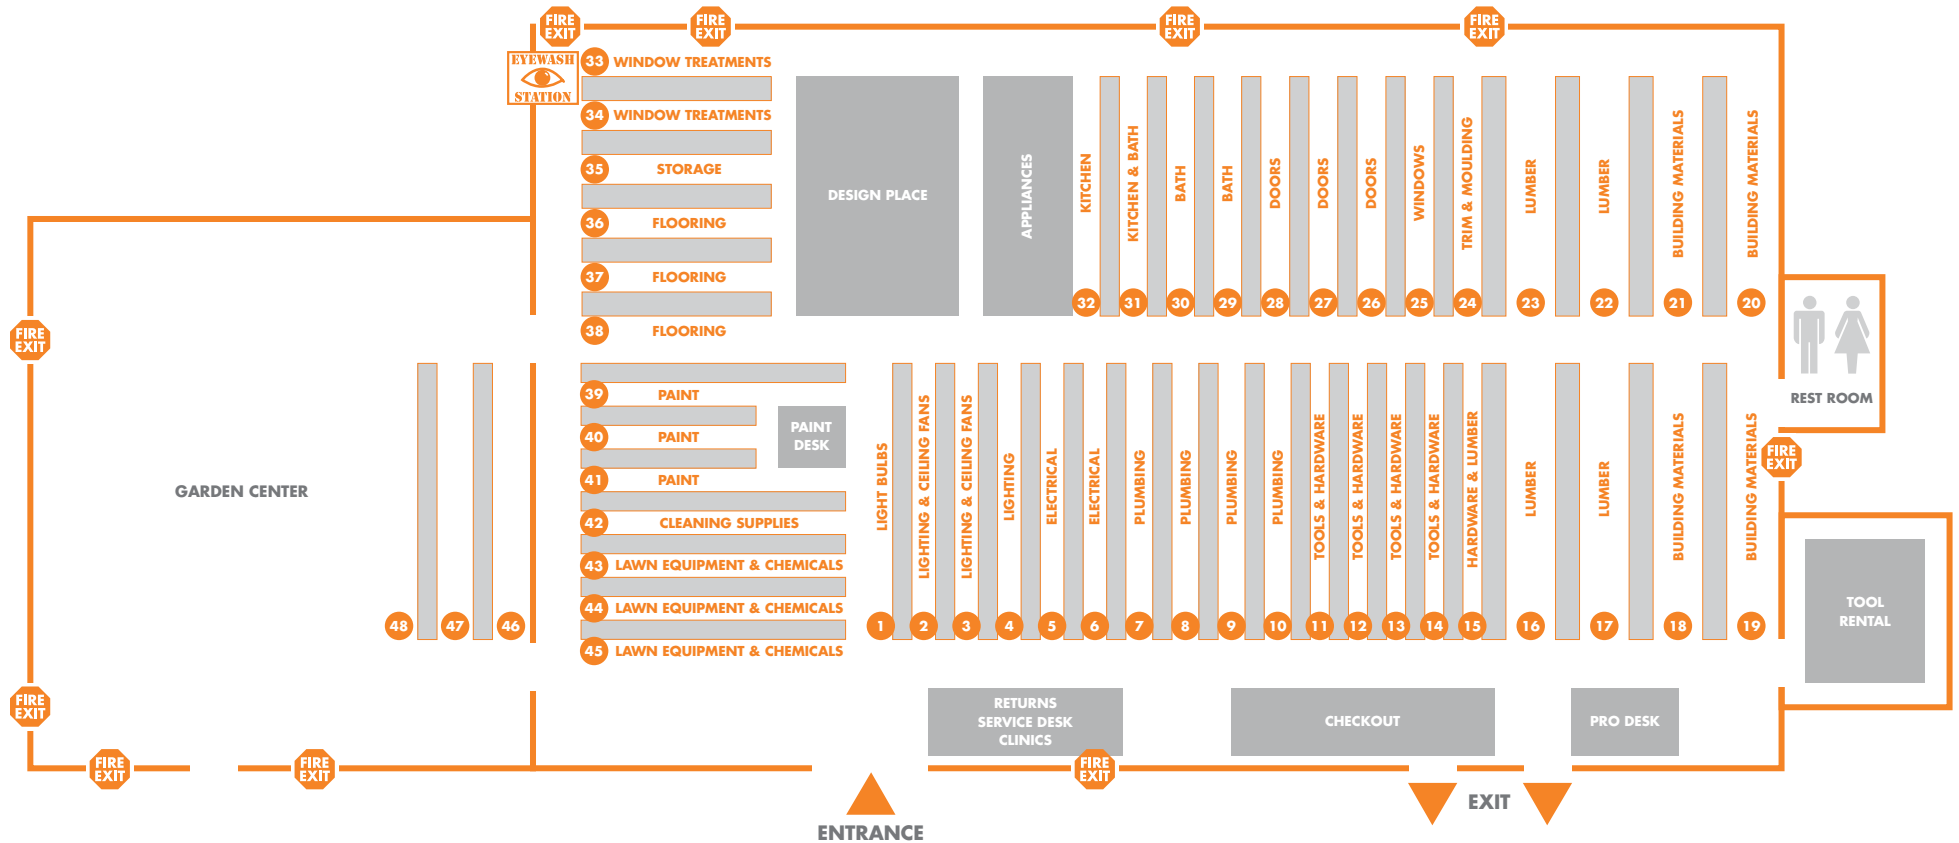 FIRE
EXIT
FIRE
EXIT
FIRE
EXIT
FIRE
EXIT
EYEWASH
STATION
33 WINDOW TREATMENTS
34 WINDOW TREATMENTS
35 STORAGE
36 FLOORING
37 FLOORING
38 FLOORING
DESIGN PLACE
APPLIANCES
KITCHEN
32
KITCHEN & BATH
31
BATH
30
BATH
29
DOORS
28
DOORS
27
DOORS
26
WINDOWS
25
TRIM & MOULDING
24
LUMBER
23
LUMBER
22
BUILDING MATERIALS
21
BUILDING MATERIALS
20
REST ROOM
FIRE
EXIT
FIRE
EXIT
GARDEN CENTER
48
47
46
39 PAINT
40 PAINT
41 PAINT
PAINT
DESK
42 CLEANING SUPPLIES
43 LAWN EQUIPMENT & CHEMICALS
44 LAWN EQUIPMENT & CHEMICALS
45 LAWN EQUIPMENT & CHEMICALS
LIGHT BULBS
1
LIGHTING & CEILING FANS
2
LIGHTING & CEILING FANS
3
LIGHTING
4
ELECTRICAL
5
ELECTRICAL
6
PLUMBING
7
PLUMBING
8
PLUMBING
9
PLUMBING
10
TOOLS & HARDWARE
11
TOOLS & HARDWARE
12
TOOLS & HARDWARE
13
TOOLS & HARDWARE
14
HARDWARE & LUMBER
15
LUMBER
16
LUMBER
17
BUILDING MATERIALS
18
BUILDING MATERIALS
19
TOOL
RENTAL
FIRE
EXIT
FIRE
EXIT
FIRE
EXIT
RETURNS
SERVICE DESK
CLINICS
FIRE
EXIT
CHECKOUT
PRO DESK
ENTRANCE
EXIT